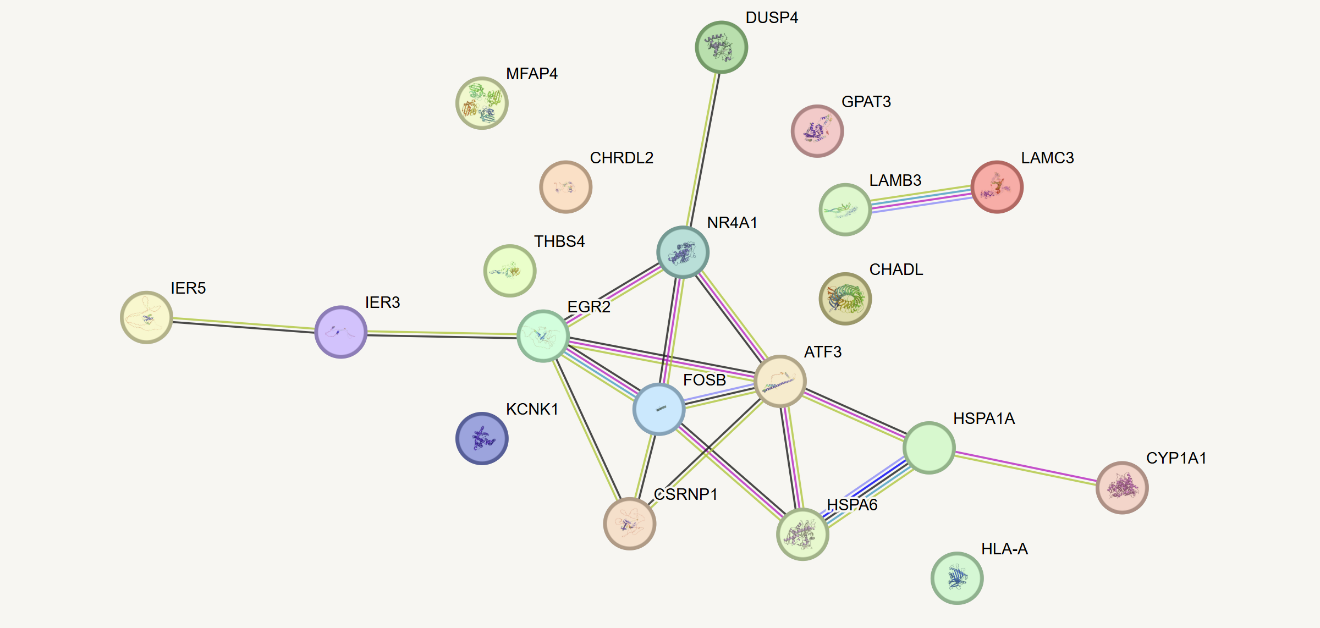 DUSP4
MFAP4
GPAT3
CHRDL2
LAMC3
LAMB3
NR4A1
THBS4
CHADL
IER5
IER3
EGR2
ATF3
FOSB
KCNK1
HSPA1A
CYP1A1
CSRNP1
HSPA6
HLA-A